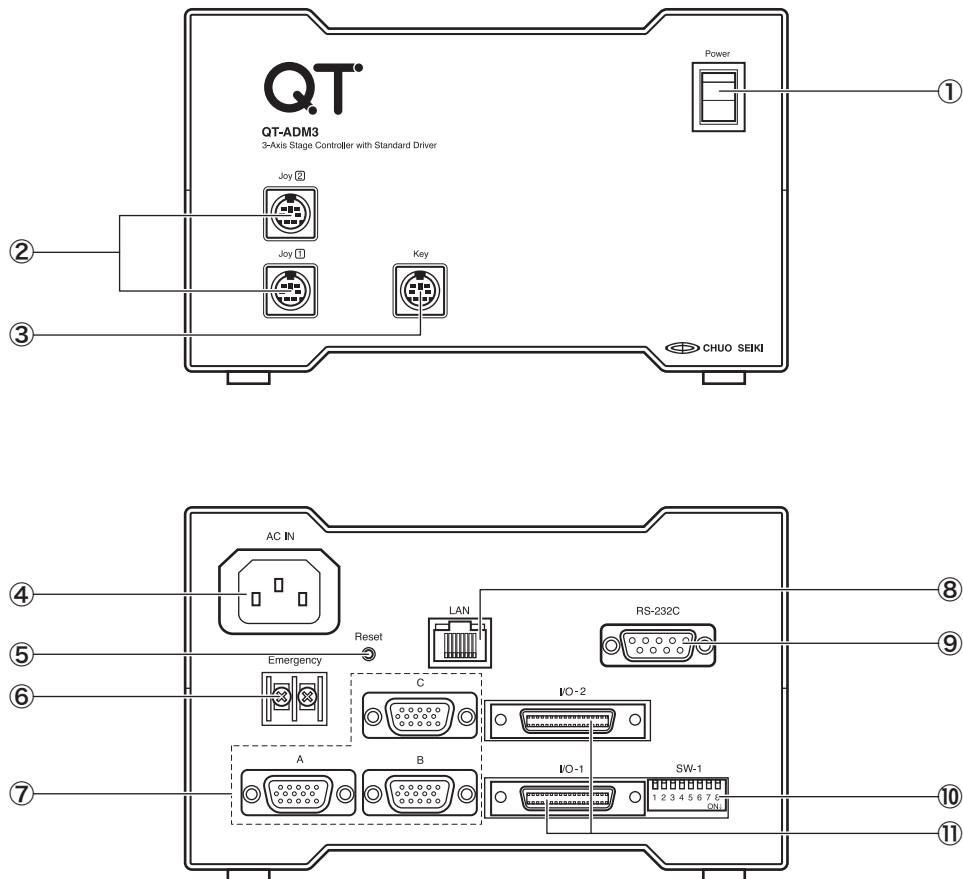 Power
①
QT
QT-ADM3
3-Axis Stage Controller with Standard Driver
Joy 2
②
Joy 1
Key
③
CHUO SEIKI
AC IN
④
LAN
⑧
RS-232C
⑨
Reset
⑤
Emergency
⑥
C
I/O-2
A
B
I/O-1
SW-1
⑦
1 2 3 4 5 6 7 8
⑩
ON↓
⑪